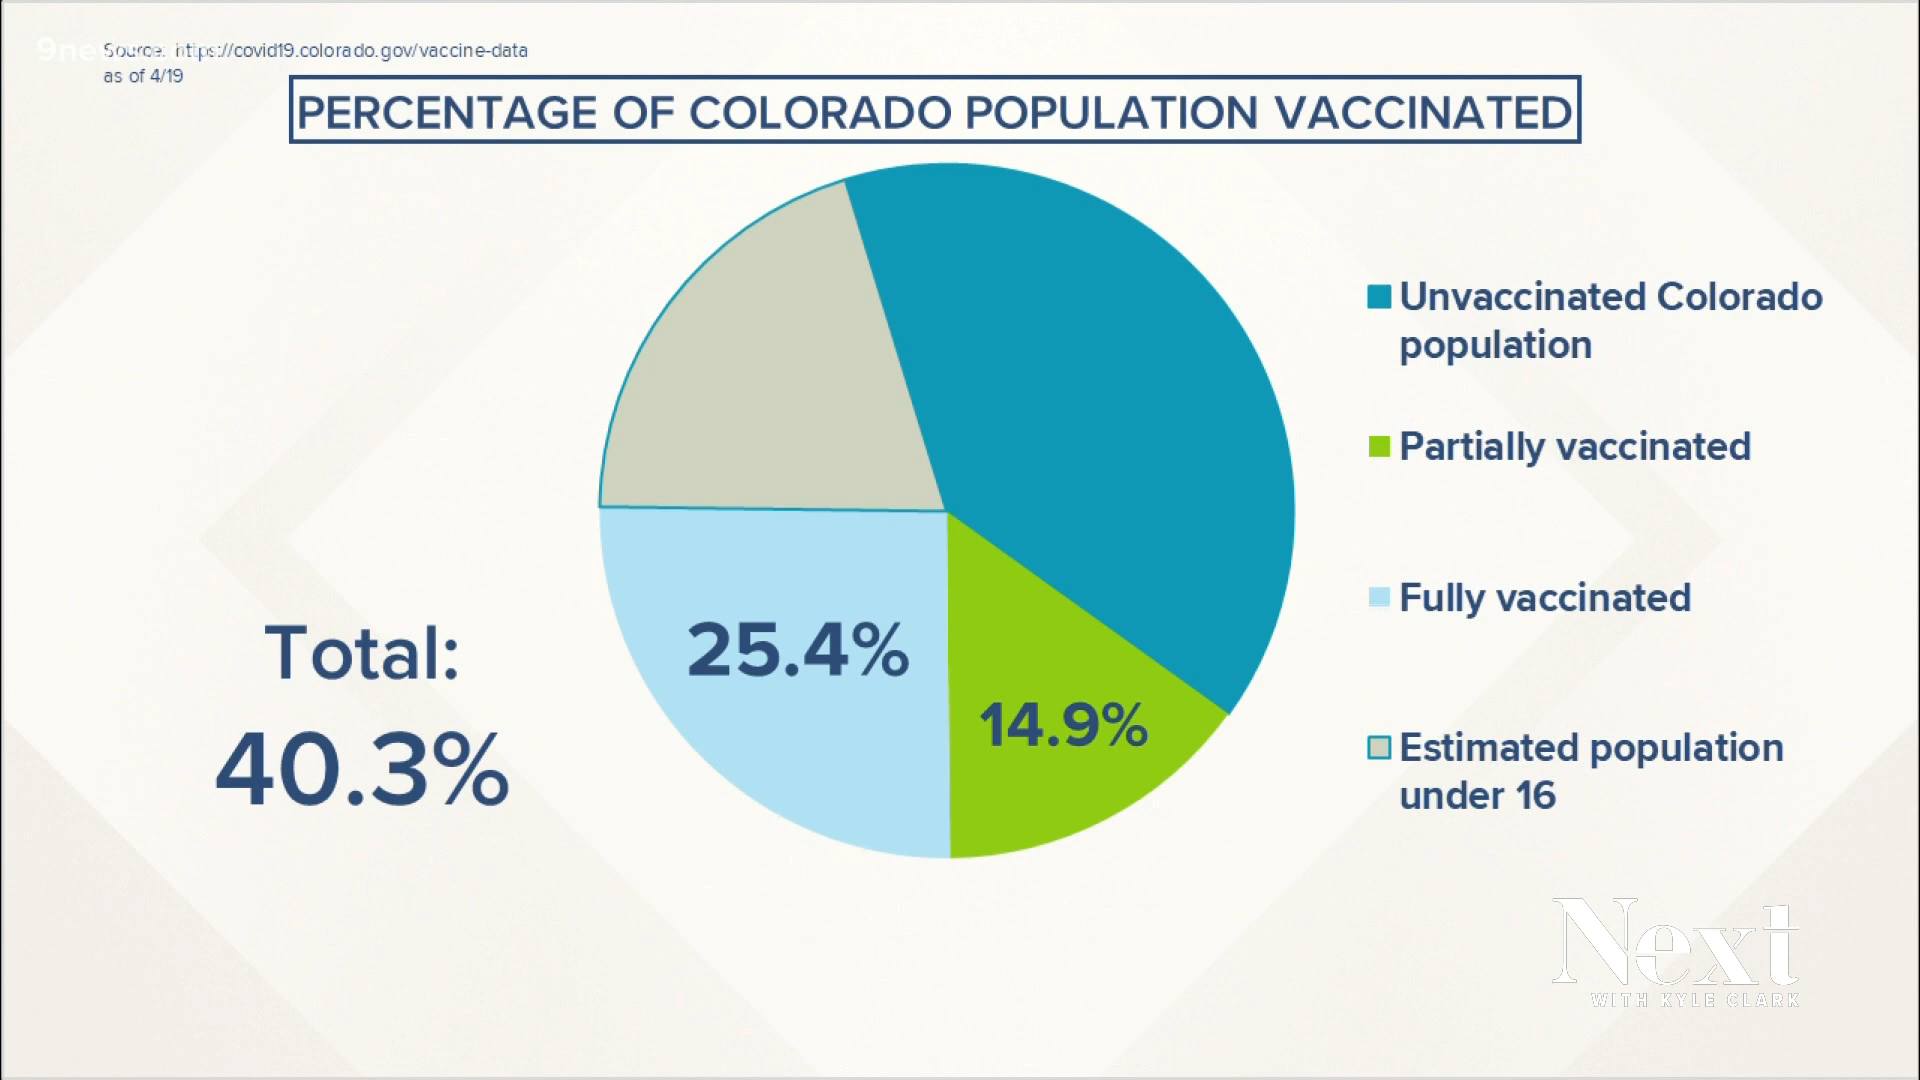 9news.com
Source: https://covid19.colorado.gov/vaccine-data
as of 4/19
PERCENTAGE OF COLORADO POPULATION VACCINATED
Unvaccinated Colorado
population
Partially vaccinated
Fully vaccinated
Estimated population
under 16
25.4%
14.9%
Total:
40.3%
Next
WITH KYLE CLARK